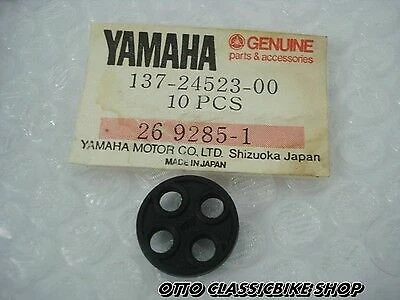 YAMAHA GENUINE
parts & accessories
137-24523-00
10 PCS
26 9285-1
YAMAHA MOTOR CO., LTD. Shizuoka Japan
MADE IN JAPAN
OTTO CLASSICBIKE SHOP